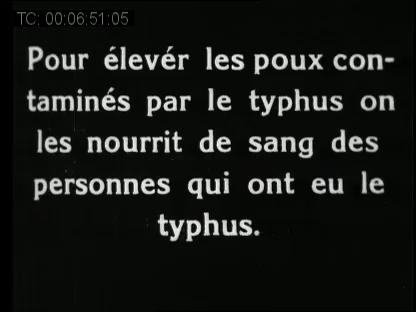 TC: 00:06:51:05
Pour élevér les poux con-
taminés par le typhus on
les nourrit de sang des
personnes qui ont eu le
typhus.